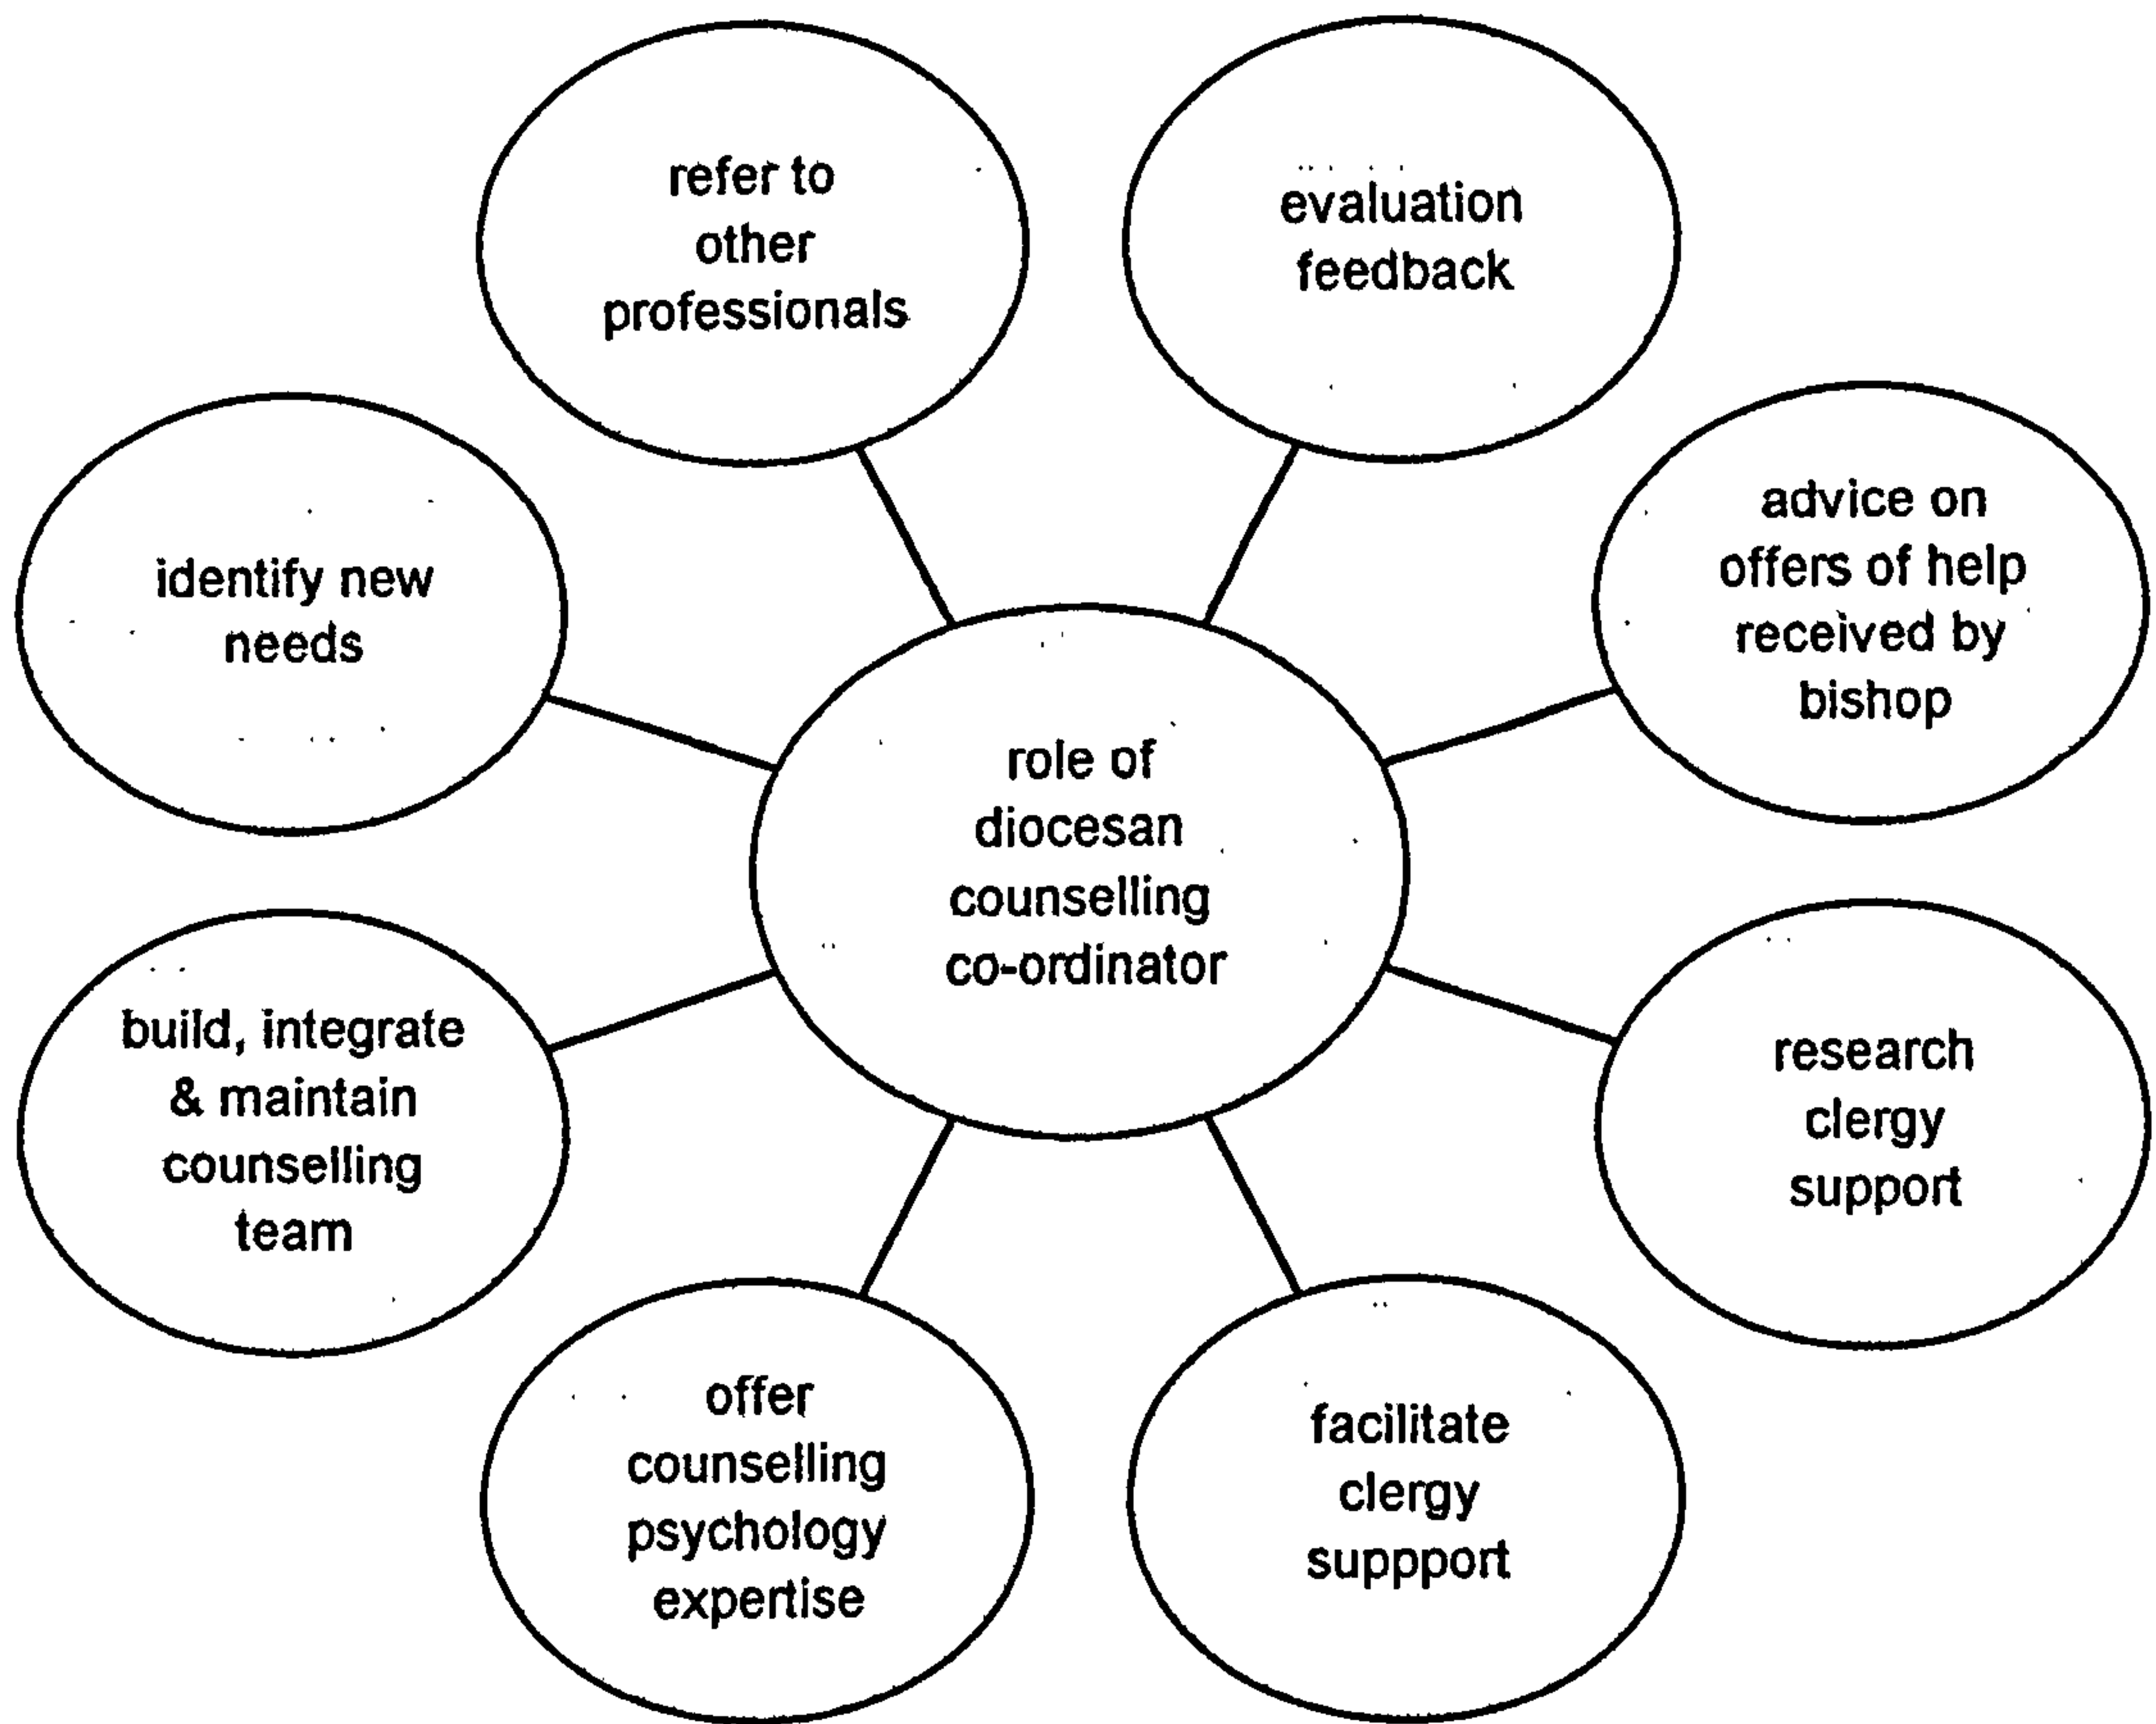 refer to
other
professionals
evaluation
feedback
advice on
offers of help
received by
bishop
identify new
needs
role of
diocesan
counselling
co-ordinator
build, integrate
& maintain
counselling
team
research
clergy
support
offer
counselling
psychology
expertise
facilitate
clergy
suppport